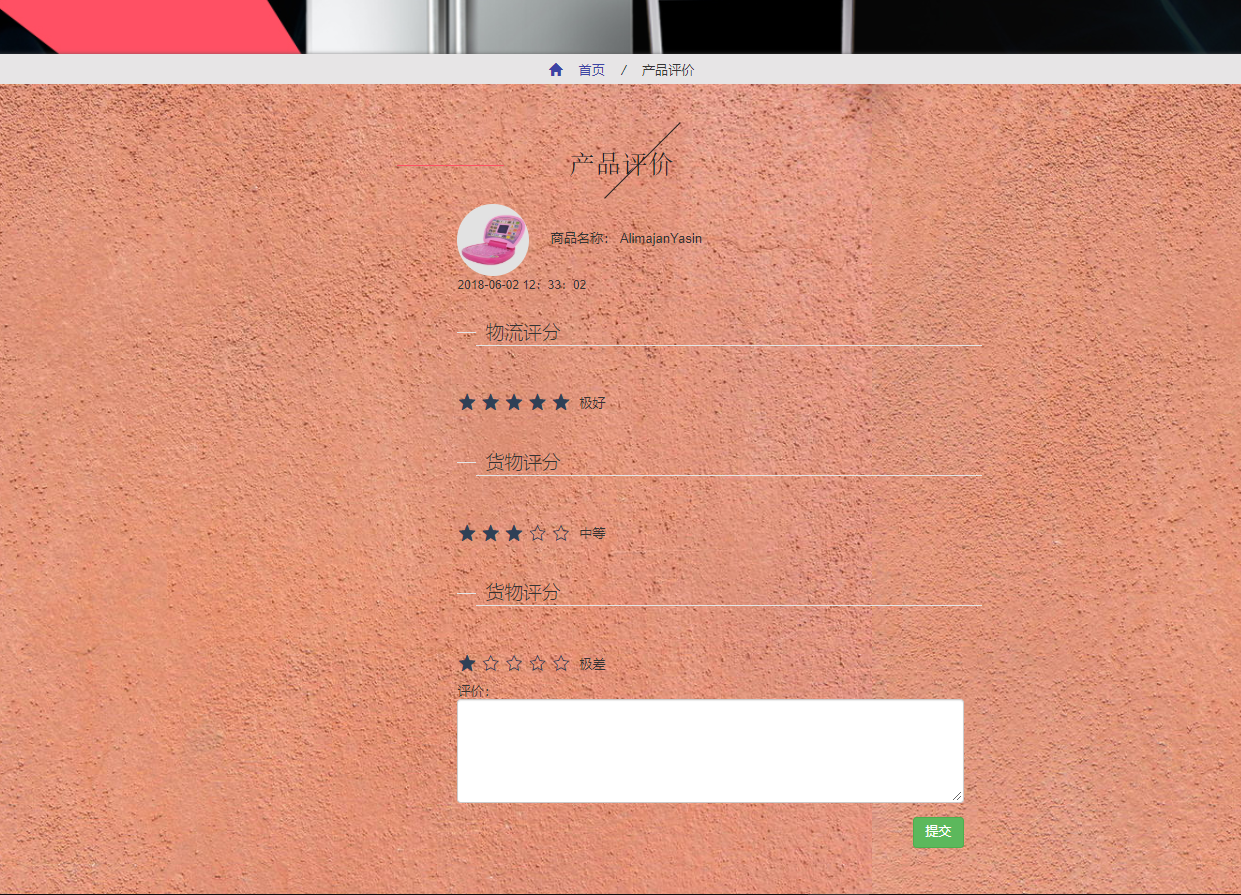 首页 / 产品评价
产品评价
商品名称： AlimajanYasin
2018-06-02 12：33：02
物流评分
极好
货物评分
中等
货物评分
极差
评价：
提交